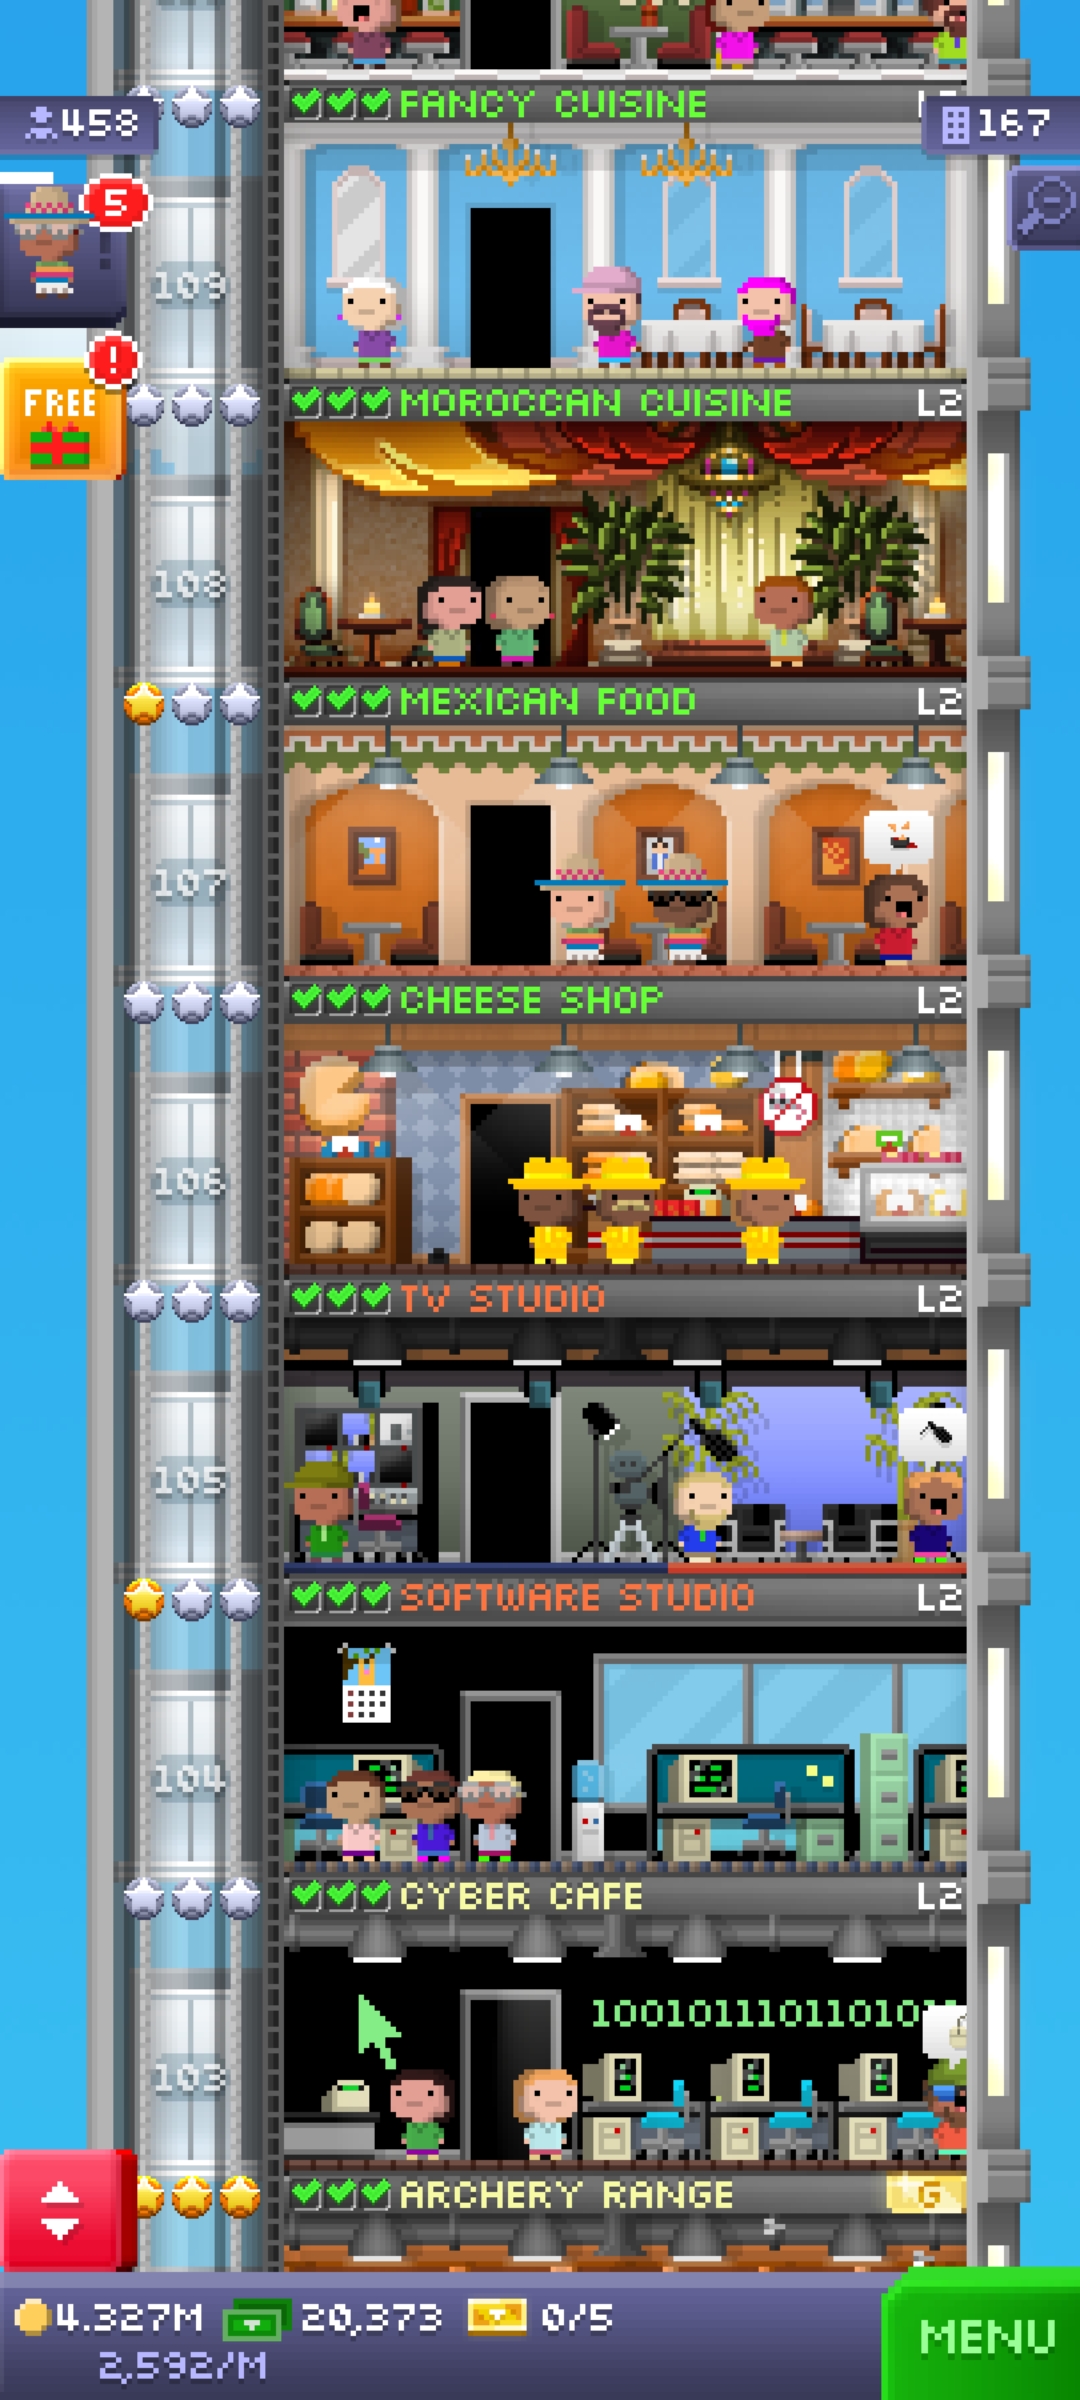 FANCY CUISINE
458
167
5
109
!
FREE
MOROCCAN CUISINE L2
108
MEXICAN FOOD L2
107
CHEESE SHOP L2
106
TV STUDIO L2
105
SOFTWARE STUDIO L2
104
CYBER CAFE L2
100101110110101
103
ARCHERY RANGE G
4.327M 20,373 0/5
2,592/M
MENU